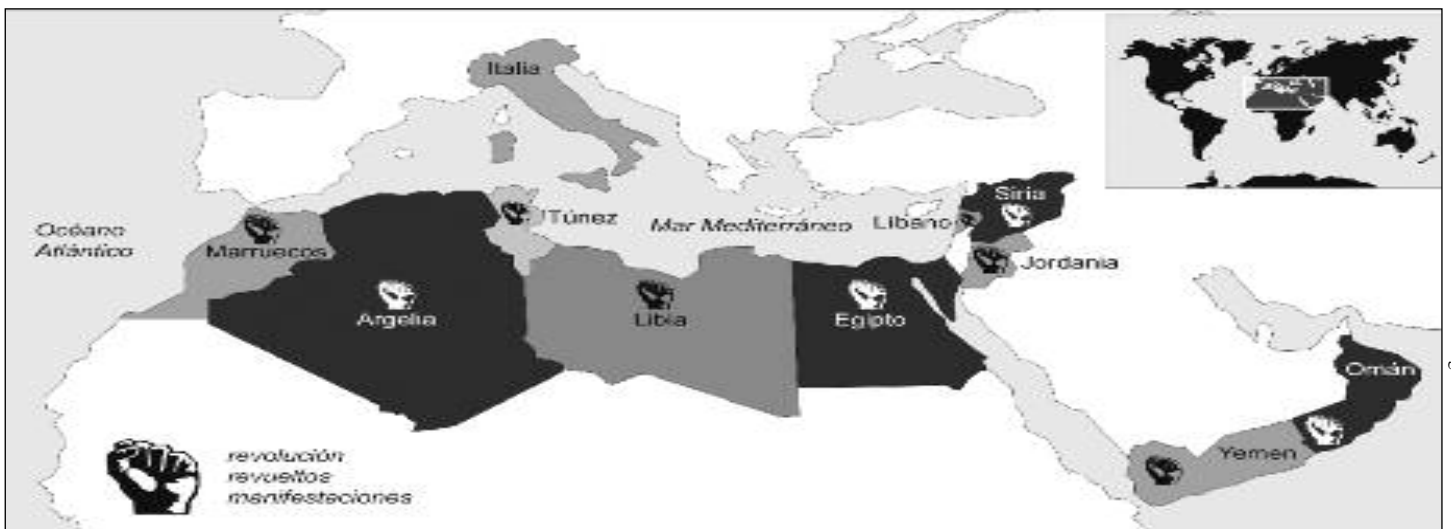 Italia
Siria
Océano
Atlántico
Túnez
Mar Mediterráneo
Líbano
Marruecos
Jordania
Argelia
Libia
Egipto
Omán
Yemen
revolución
revueltos
manifestaciones